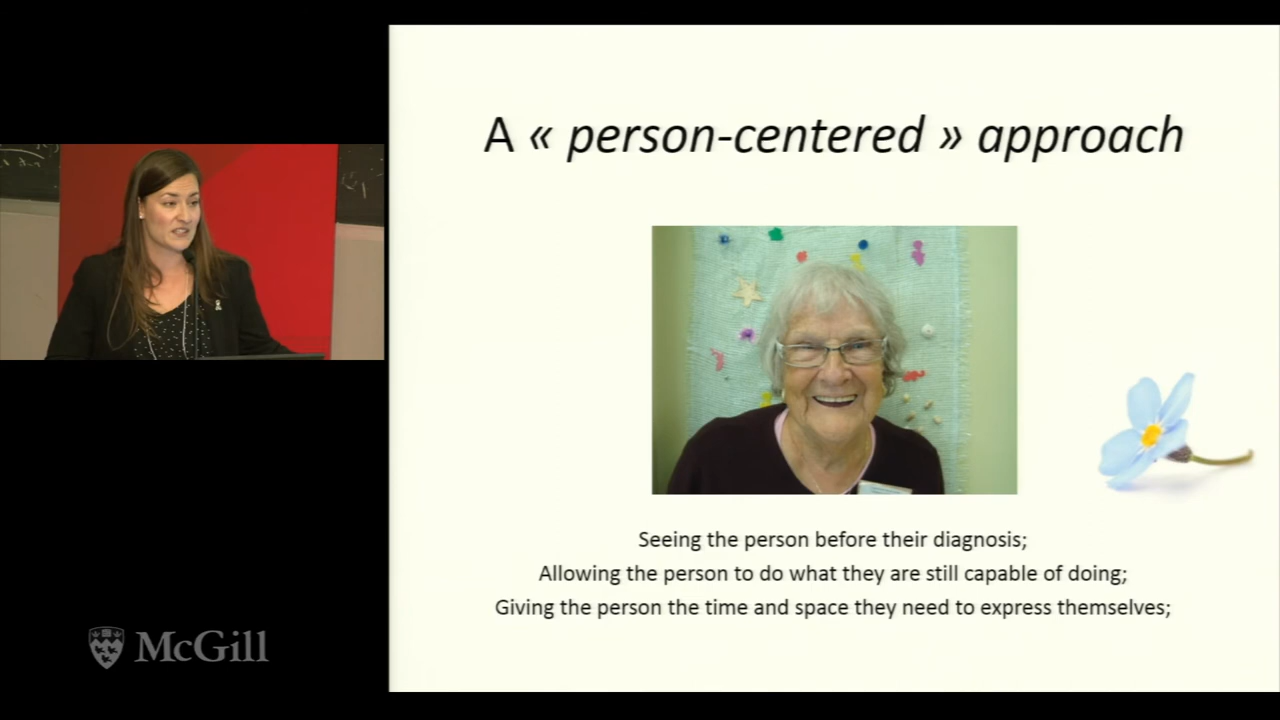 A « person-centered » approach
Seeing the person before their diagnosis;
Allowing the person to do what they are still capable of doing;
Giving the person the time and space they need to express themselves;
McGill